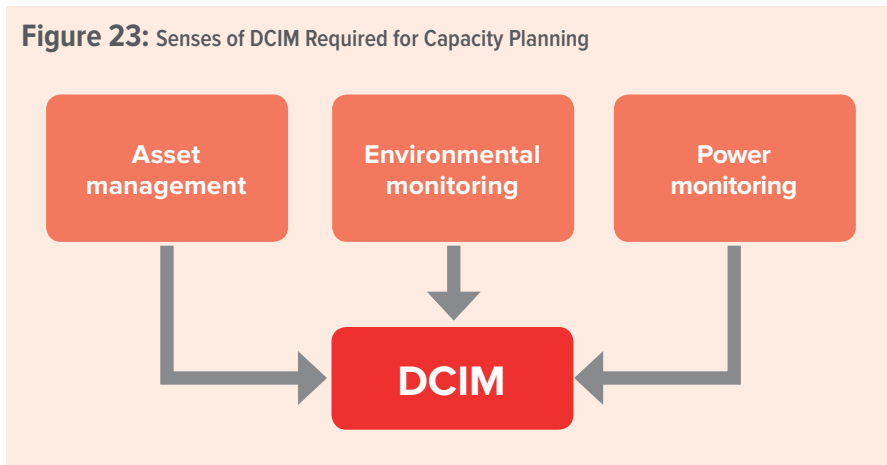 Figure 23: Senses of DCIM Required for Capacity Planning
Asset
management
Environmental
monitoring
Power
monitoring
DCIM